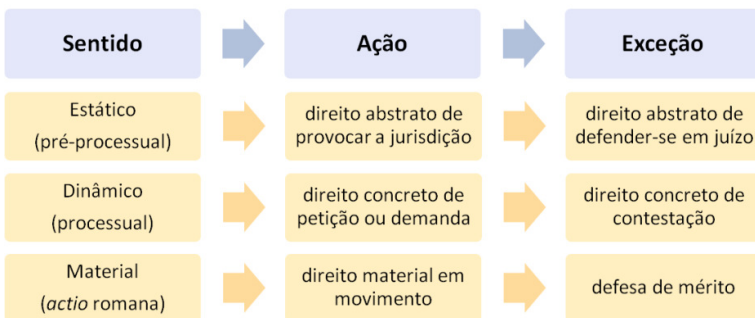 Sentido
Ação
Exceção
Estático
(pré-processual)
direito abstrato de
provocar a jurisdição
direito abstrato de
defender-se em juízo
Dinâmico
(processual)
direito concreto de
petição ou demanda
direito concreto de
contestação
Material
(actio romana)
direito material em
movimento
defesa de mérito